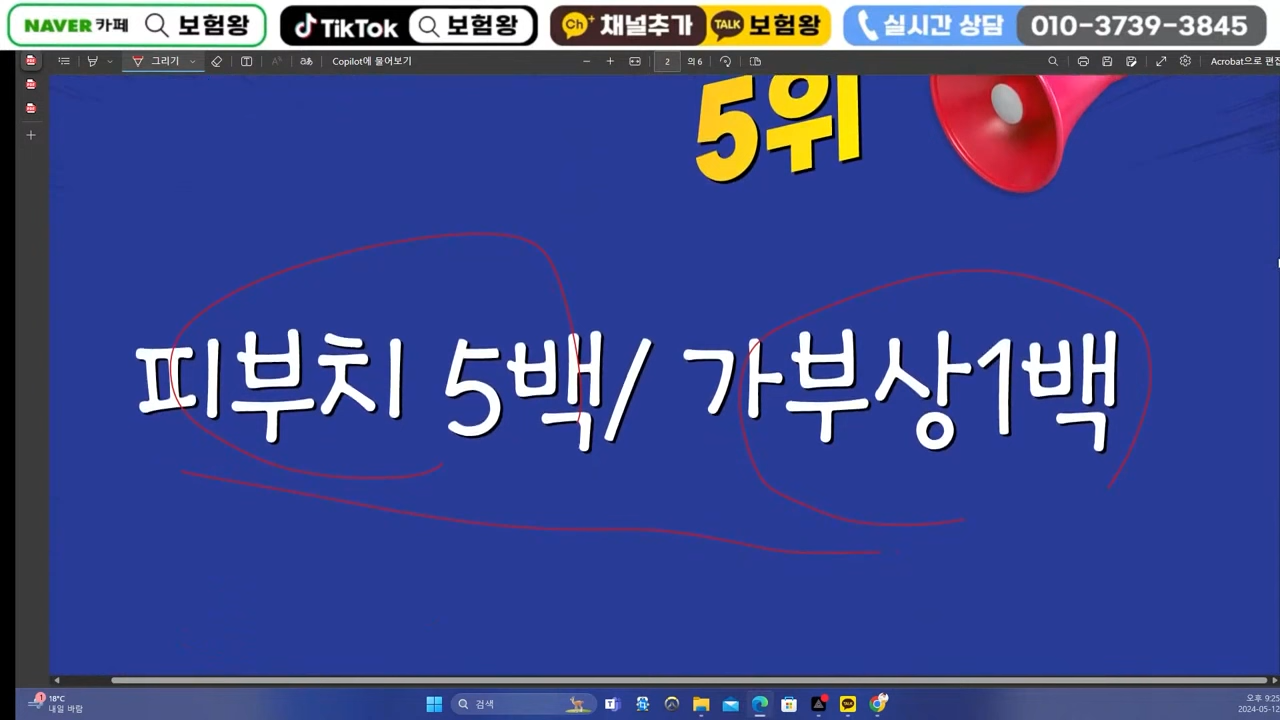 NAVER 카페 보험왕 TikTok 보험왕 Ch+ 채널추가 TALK 보험왕 실시간 상담 010-3739-3845
그리기 Copilot에 물어보기 2 의 6 Acrobat으로 편
5위
피부치 5백/ 가부상1백
1 18°C 검색 오후 9:25
내일 바람 2024-05-12